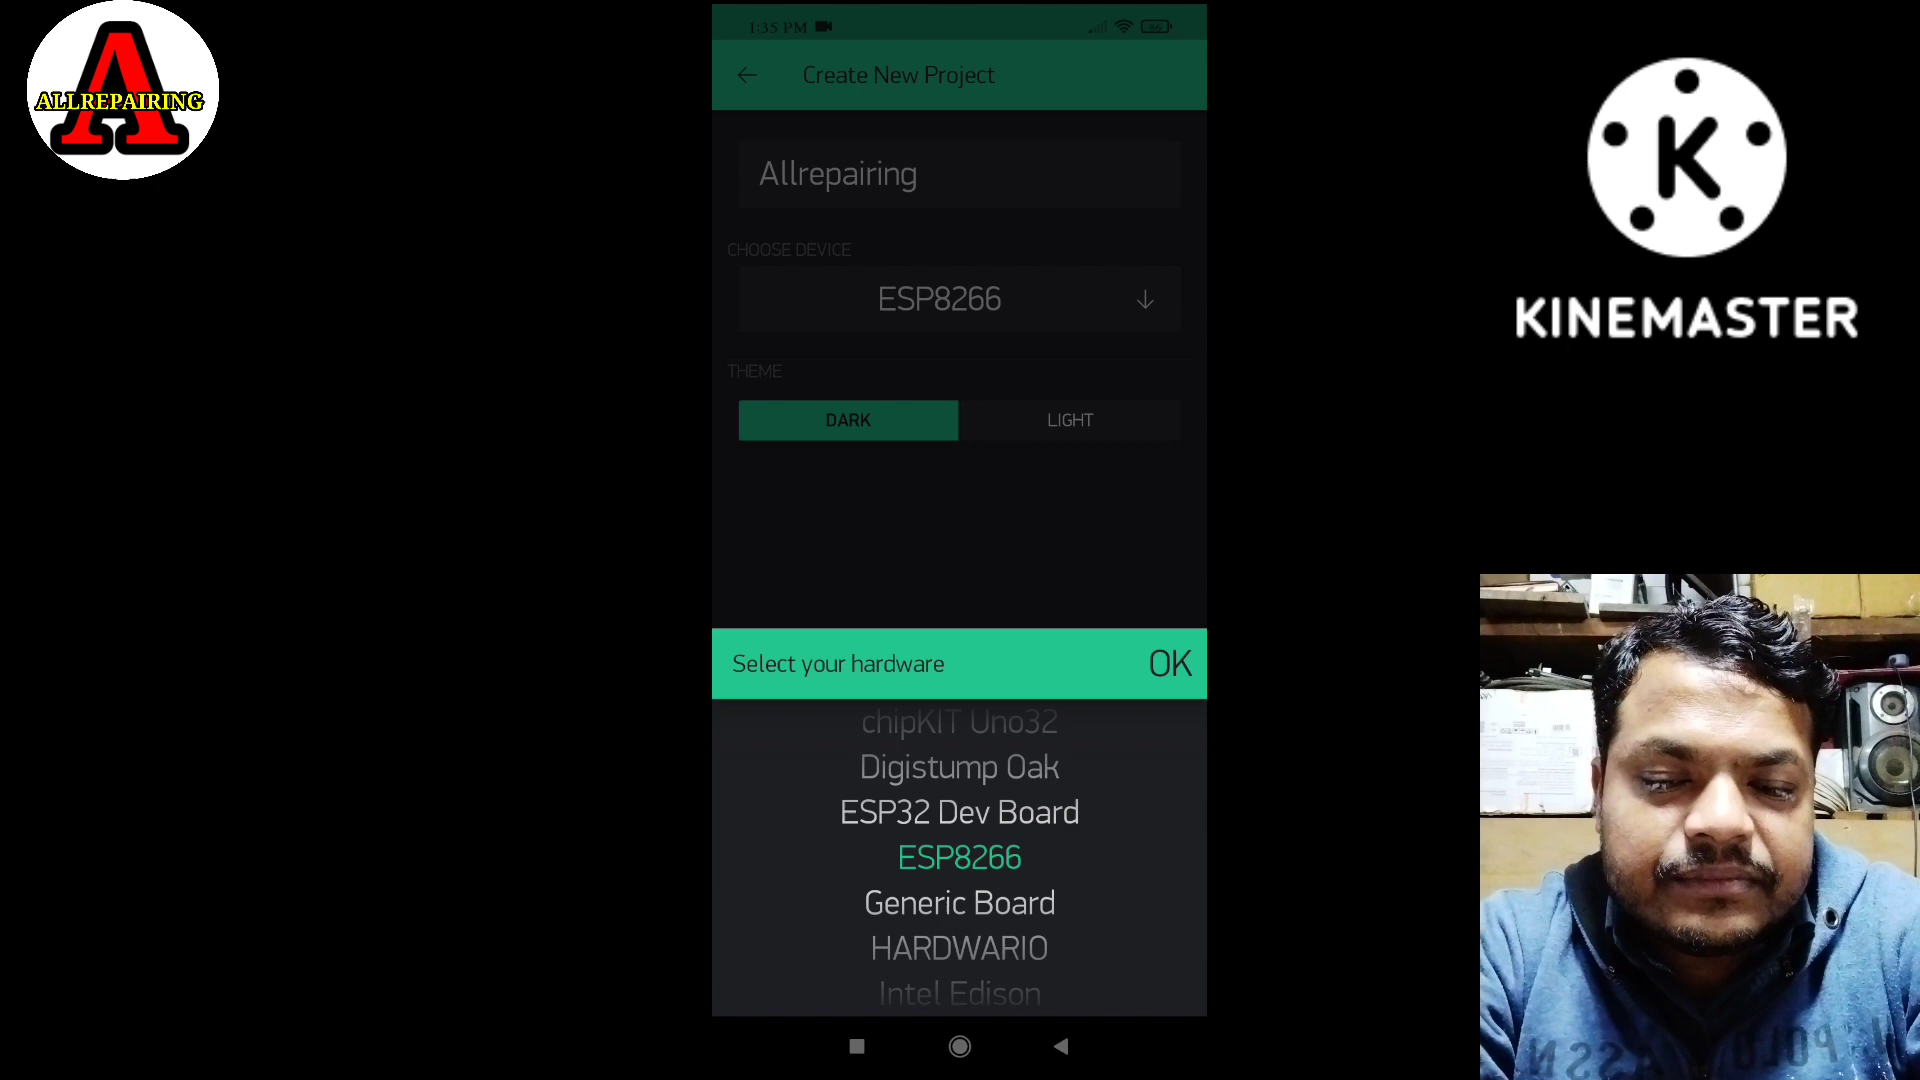 ALLREPAIRING
1:35 PM
86
Create New Project
Allrepairing
CHOOSE DEVICE
ESP8266
THEME
DARK
LIGHT
Select your hardware
OK
chipKIT Uno32
Digistump Oak
ESP32 Dev Board
ESP8266
Generic Board
HARDWARIO
Intel Edison
K
KINEMASTER